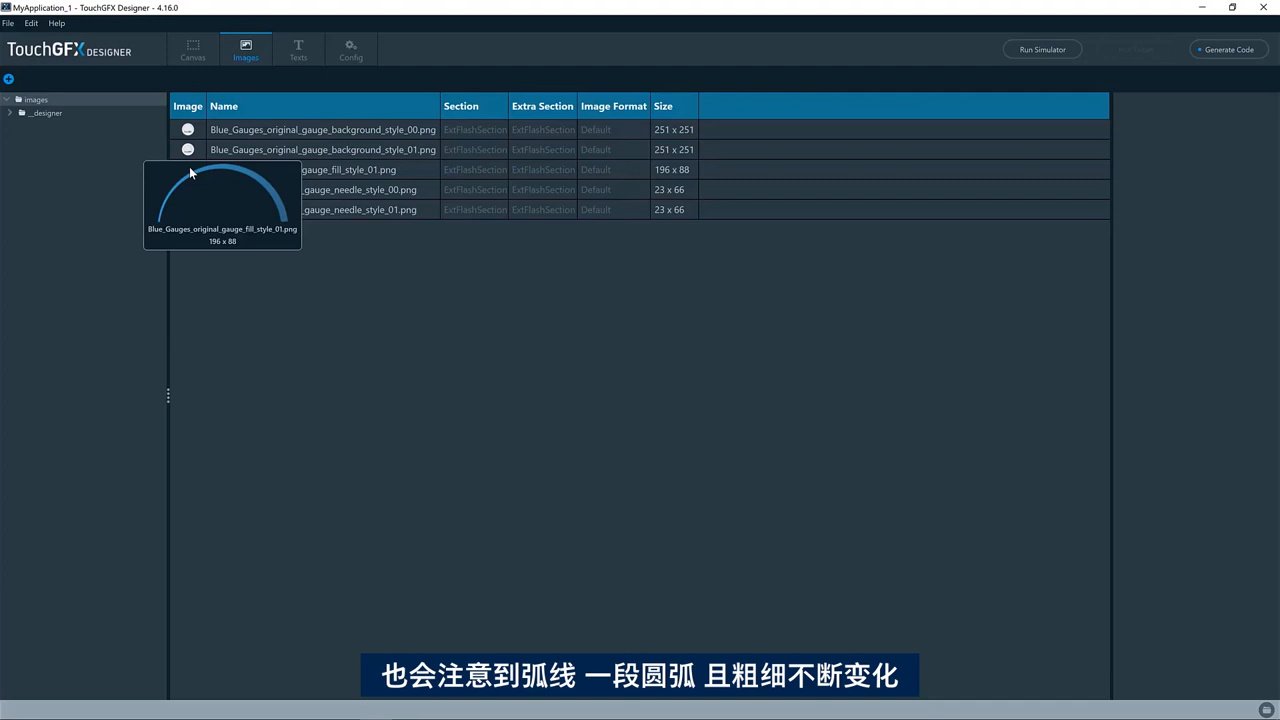 MyApplication_1 - TouchGFX Designer - 4.16.0
File Edit Help
TouchGFX DESIGNER
Canvas
Images
Texts
Config
Run Simulator
Generate Code
images
__designer
Image Name Section Extra Section Image Format Size
Blue_Gauges_original_gauge_background_style_00.png ExtFlashSection ExtFlashSection Default 251 x 251
Blue_Gauges_original_gauge_background_style_01.png ExtFlashSection ExtFlashSection Default 251 x 251
_gauge_fill_style_01.png ExtFlashSection ExtFlashSection Default 196 x 88
_gauge_needle_style_00.png ExtFlashSection ExtFlashSection Default 23 x 66
_gauge_needle_style_01.png ExtFlashSection ExtFlashSection Default 23 x 66
Blue_Gauges_original_gauge_fill_style_01.png
196 x 88
也会注意到弧线 一段圆弧 且粗细不断变化